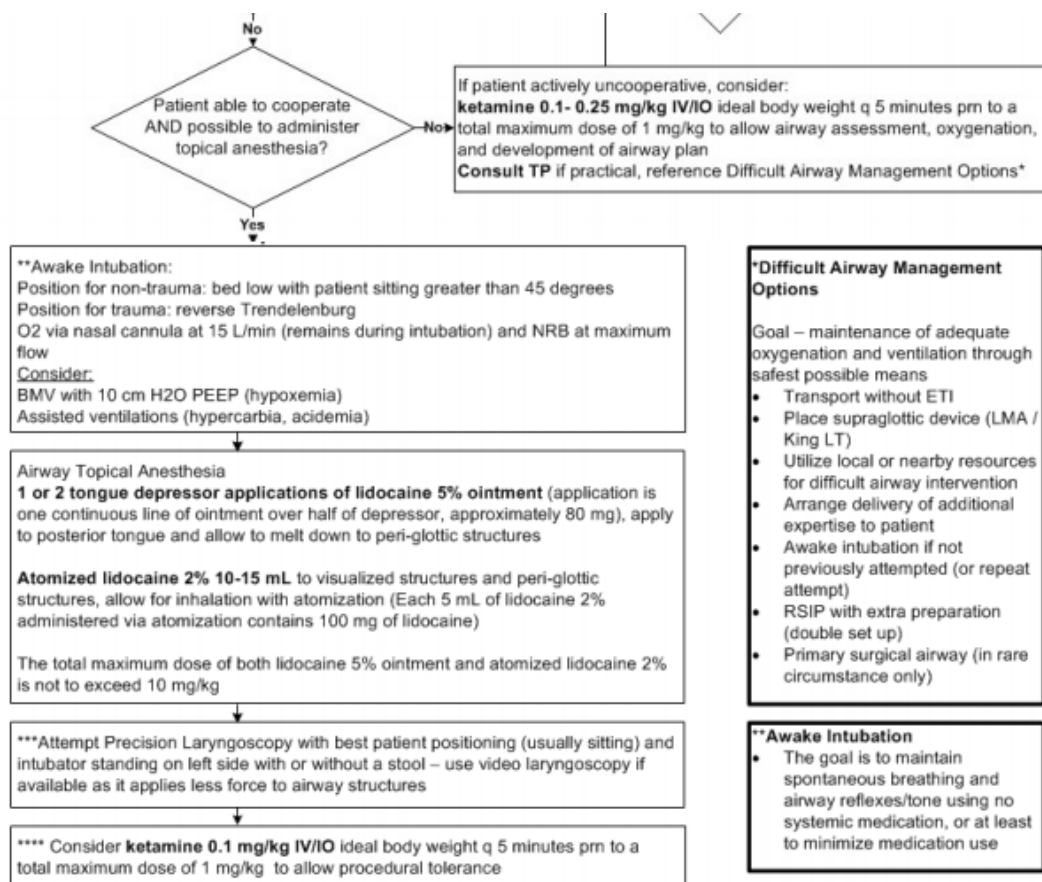 No
Patient able to cooperate
AND possible to administer
topical anesthesia?
No
If patient actively uncooperative, consider:
ketamine 0.1- 0.25 mg/kg IV/IO ideal body weight q 5 minutes prn to a
total maximum dose of 1 mg/kg to allow airway assessment, oxygenation,
and development of airway plan
Consult TP if practical, reference Difficult Airway Management Options*
Yes
**Awake Intubation:
Position for non-trauma: bed low with patient sitting greater than 45 degrees
Position for trauma: reverse Trendelenburg
O2 via nasal cannula at 15 L/min (remains during intubation) and NRB at maximum
flow
Consider:
BMV with 10 cm H2O PEEP (hypoxemia)
Assisted ventilations (hypercarbia, acidemia)
Airway Topical Anesthesia
1 or 2 tongue depressor applications of lidocaine 5% ointment (application is
one continuous line of ointment over half of depressor, approximately 80 mg), apply
to posterior tongue and allow to melt down to peri-glottic structures
Atomized lidocaine 2% 10-15 mL to visualized structures and peri-glottic
structures, allow for inhalation with atomization (Each 5 mL of lidocaine 2%
administered via atomization contains 100 mg of lidocaine)
The total maximum dose of both lidocaine 5% ointment and atomized lidocaine 2%
is not to exceed 10 mg/kg
***Attempt Precision Laryngoscopy with best patient positioning (usually sitting) and
intubator standing on left side with or without a stool – use video laryngoscopy if
available as it applies less force to airway structures
**** Consider ketamine 0.1 mg/kg IV/IO ideal body weight q 5 minutes prn to a
total maximum dose of 1 mg/kg to allow procedural tolerance
*Difficult Airway Management
Options
Goal – maintenance of adequate
oxygenation and ventilation through
safest possible means
• Transport without ETI
• Place supraglottic device (LMA /
King LT)
• Utilize local or nearby resources
for difficult airway intervention
• Arrange delivery of additional
expertise to patient
• Awake intubation if not
previously attempted (or repeat
attempt)
• RSIP with extra preparation
(double set up)
• Primary surgical airway (in rare
circumstance only)
**Awake Intubation
• The goal is to maintain
spontaneous breathing and
airway reflexes/tone using no
systemic medication, or at least
to minimize medication use